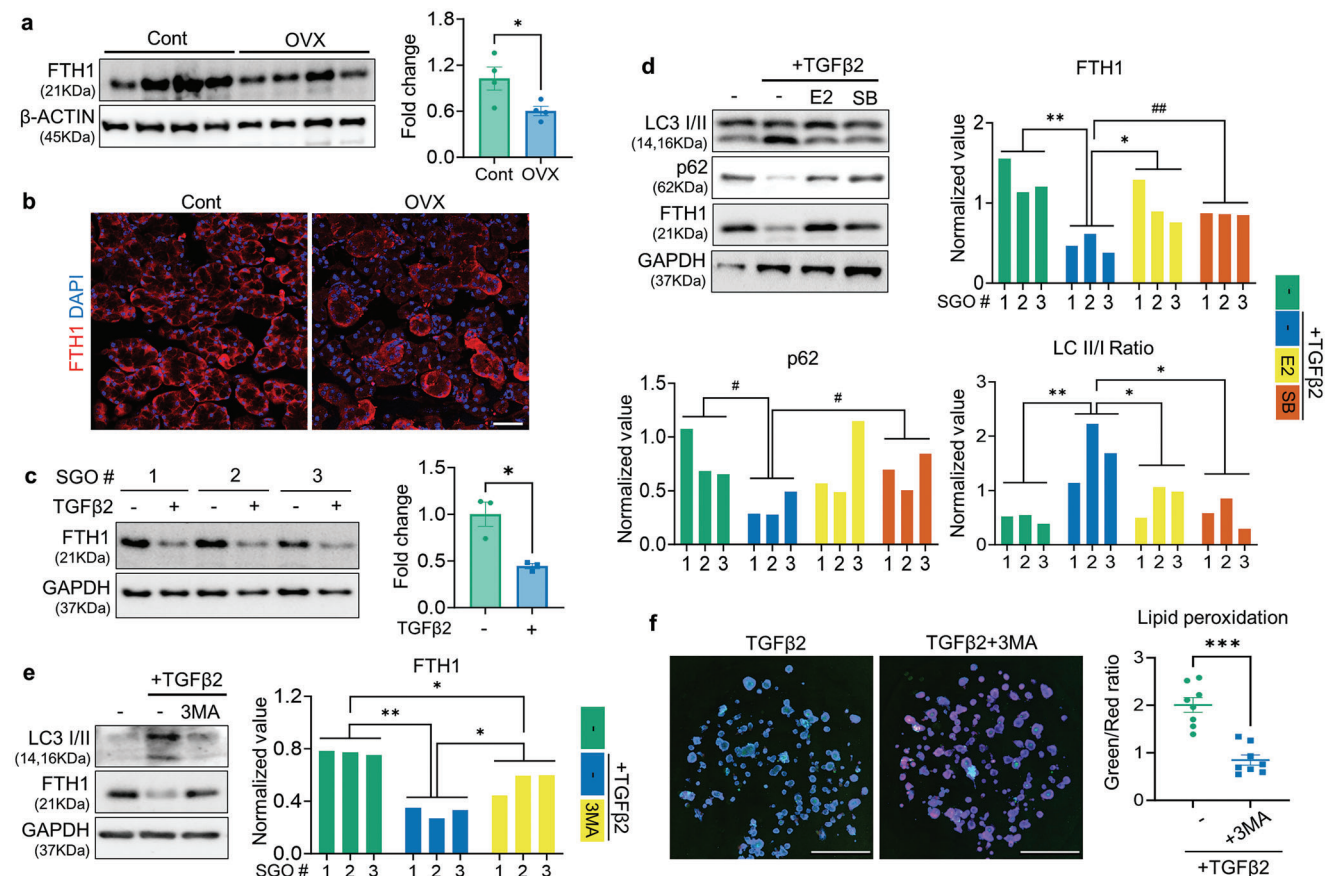 a
Cont OVX
FTH1
(21KDa)
β-ACTIN
(45KDa)
Fold change
1.8
1.2
0.6
0.0
*
Cont OVX
b
Cont OVX
FTH1 DAPI
c
SGO # 1 2 3
TGFβ2 - + - + - +
FTH1
(21KDa)
GAPDH
(37KDa)
Fold change
1.5
1.0
0.5
0.0
*
TGFβ2 - +
d
+TGFβ2
- - E2 SB
LC3 I/II
(14,16KDa)
p62
(62KDa)
FTH1
(21KDa)
GAPDH
(37KDa)
FTH1
Normalized value
2
1
0
** * ##
SGO # 1 2 3 1 2 3 1 2 3 1 2 3
p62
Normalized value
1.5
1.0
0.5
0.0
# #
1 2 3 1 2 3 1 2 3 1 2 3
LC II/I Ratio
Normalized value
3
2
1
0
** * *
1 2 3 1 2 3 1 2 3 1 2 3
- - E2 SB
+TGFβ2
e
+TGFβ2
- - 3MA
LC3 I/II
(14,16KDa)
FTH1
(21KDa)
GAPDH
(37KDa)
FTH1
Normalized value
1.2
0.8
0.4
0.0
** * *
SGO # 1 2 3 1 2 3 1 2 3
- - 3MA
+TGFβ2
f
TGFβ2 TGFβ2+3MA
Lipid peroxidation
Green/Red ratio
3
2
1
0
***
- +3MA
+TGFβ2